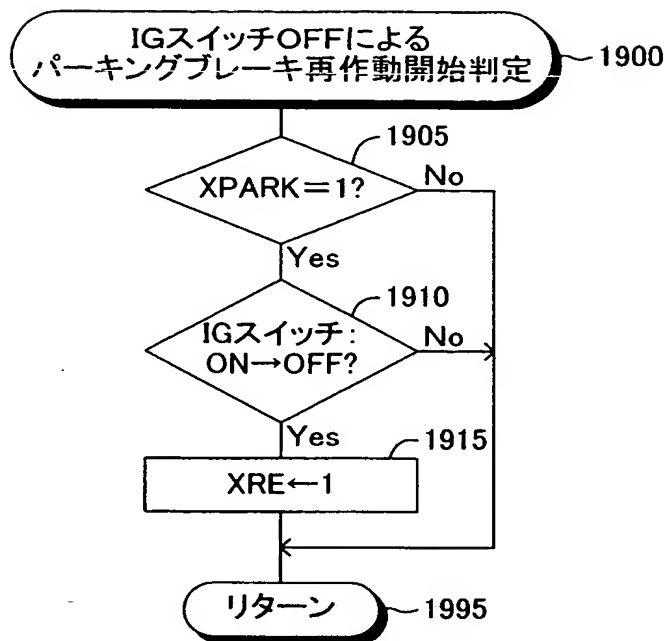 IGスイッチOFFによる
パーキングブレーキ再作動開始判定
1900
1905
XPARK=1?
No
Yes
1910
IGスイッチ:
ON→OFF?
No
Yes
1915
XRE←1
リターン
1995